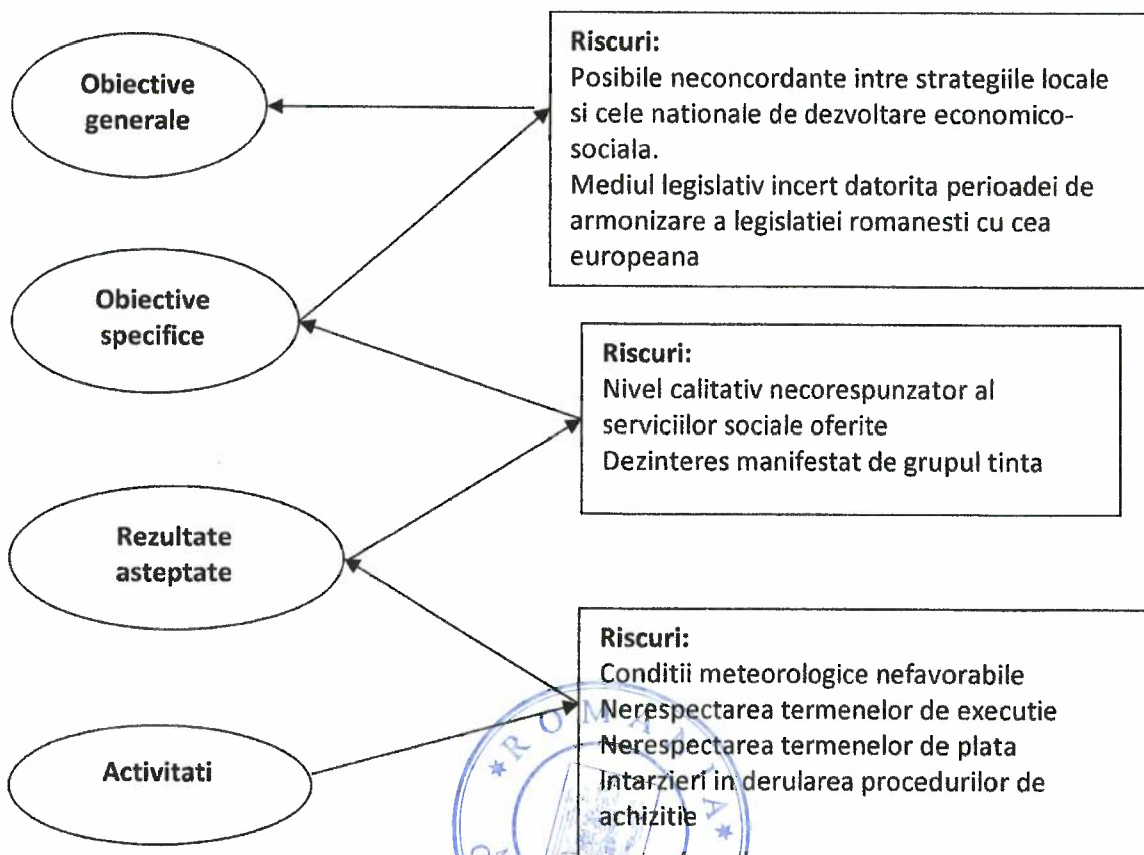 Obiective
generale
Riscuri:
Posibile neconcordante intre strategiile locale
si cele nationale de dezvoltare economico-
sociala.
Mediul legislativ incert datorita perioadei de
armonizare a legislatiei romanesti cu cea
europeana
Obiective
specifice
Riscuri:
Nivel calitativ necorespunzator al
serviciilor sociale oferite
Dezinteres manifestat de grupul tinta
Rezultate
asteptate
Riscuri:
Conditii meteorologice nefavorabile
Nerespectarea termenelor de executie
Nerespectarea termenelor de plata
Intarzieri in derularea procedurilor de
achizitie
Activitati
*ROMANIA*